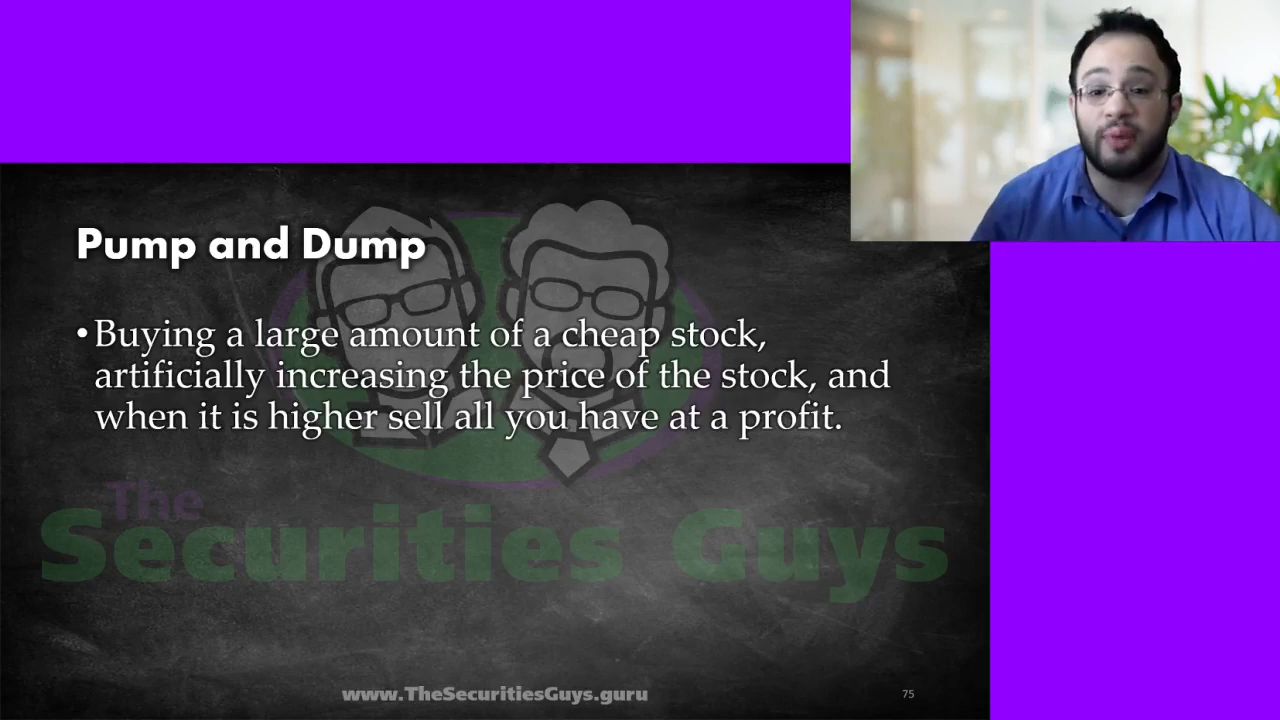 Pump and Dump
•Buying a large amount of a cheap stock,
artificially increasing the price of the stock, and
when it is higher sell all you have at a profit.
The
Securities Guys
www.TheSecuritiesGuys.guru
75